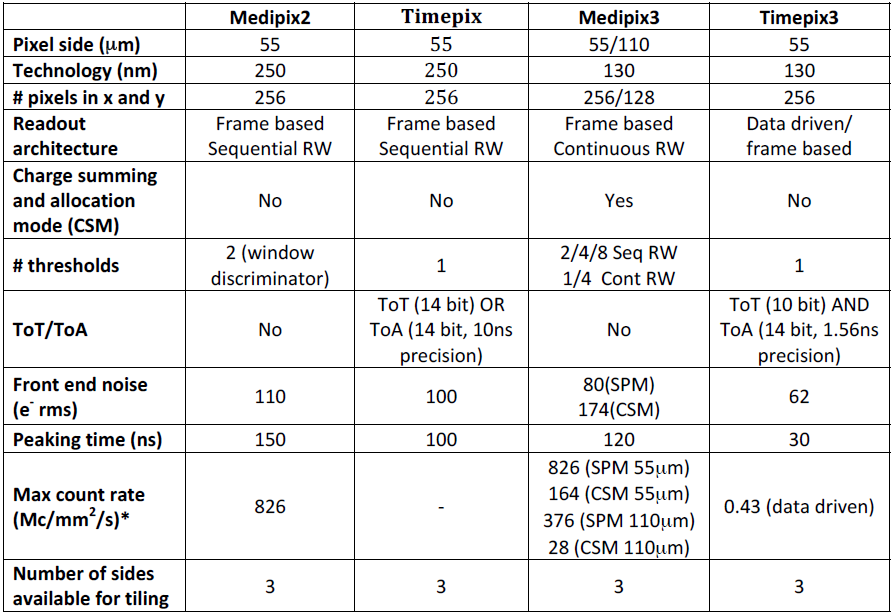 Medipix2 Timepix Medipix3 Timepix3
Pixel side (μm) 55 55 55/110 55
Technology (nm) 250 250 130 130
# pixels in x and y 256 256 256/128 256
Readout Frame based Frame based Frame based Data driven/
architecture Sequential RW Sequential RW Continuous RW frame based
Charge summing
and allocation No No Yes No
mode (CSM)
# thresholds 2 (window discriminator) 1 2/4/8 Seq RW 1/4 Cont RW 1
ToT/ToA No ToT (14 bit) OR ToA (14 bit, 10ns precision) No ToT (10 bit) AND ToA (14 bit, 1.56ns precision)
Front end noise 110 100 80(SPM) 62
(e⁻ rms) 174(CSM)
Peaking time (ns) 150 100 120 30
Max count rate (Mc/mm²/s)* 826 - 826 (SPM 55μm) 0.43 (data driven)
164 (CSM 55μm)
376 (SPM 110μm)
28 (CSM 110μm)
Number of sides
available for tiling 3 3 3 3